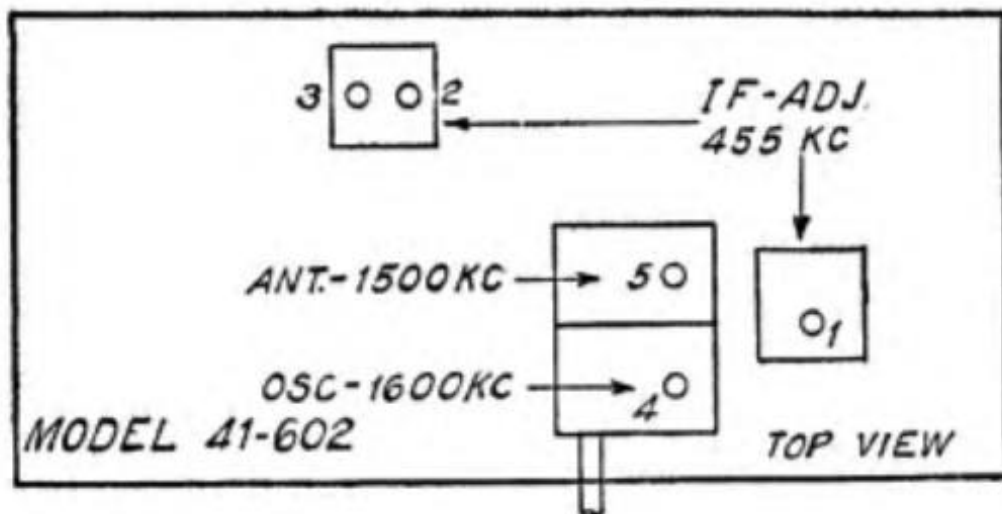 3 2
IF-ADJ.
455 KC
ANT.-1500KC 5
1
OSC-1600KC 4
MODEL 41-602
TOP VIEW